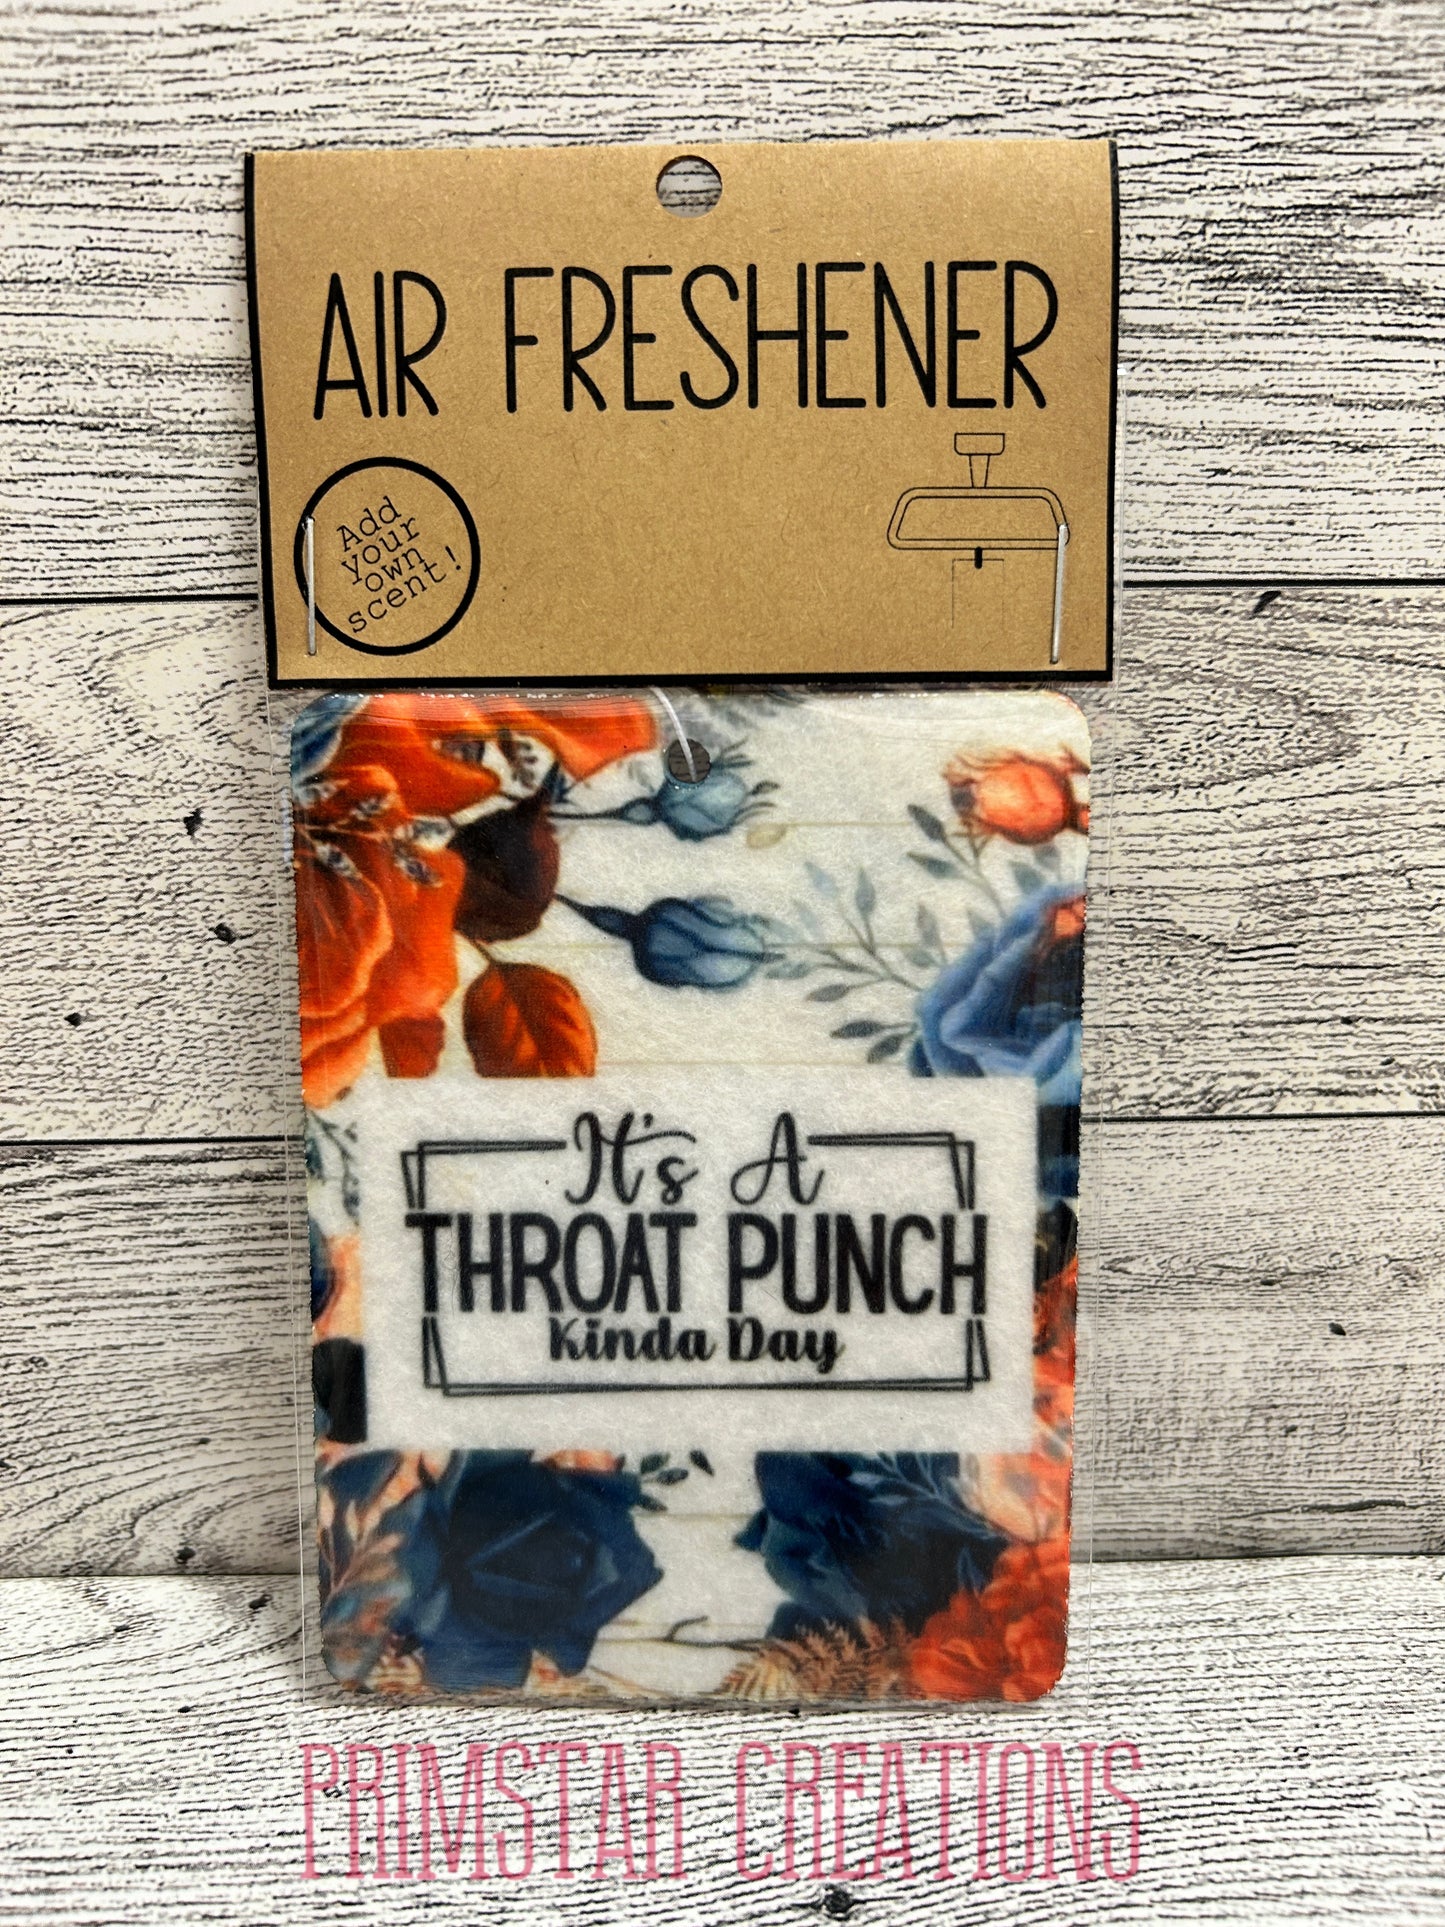 AIR FRESHENER
Add
your
own
scent!
It's A
THROAT PUNCH
Kinda Day
PRIMSTAR CREATIONS